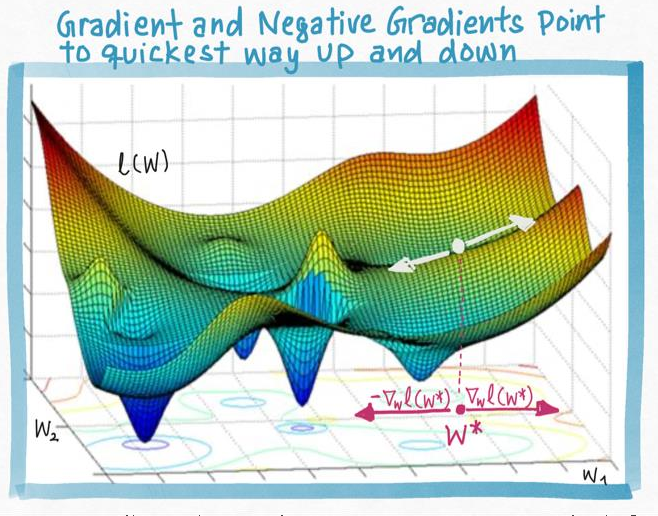 Gradient and Negative Gradients Point
to quickest way up and down
l(W)
-∇wl(w*) ∇wl(w*)
W*
W₂
W₁